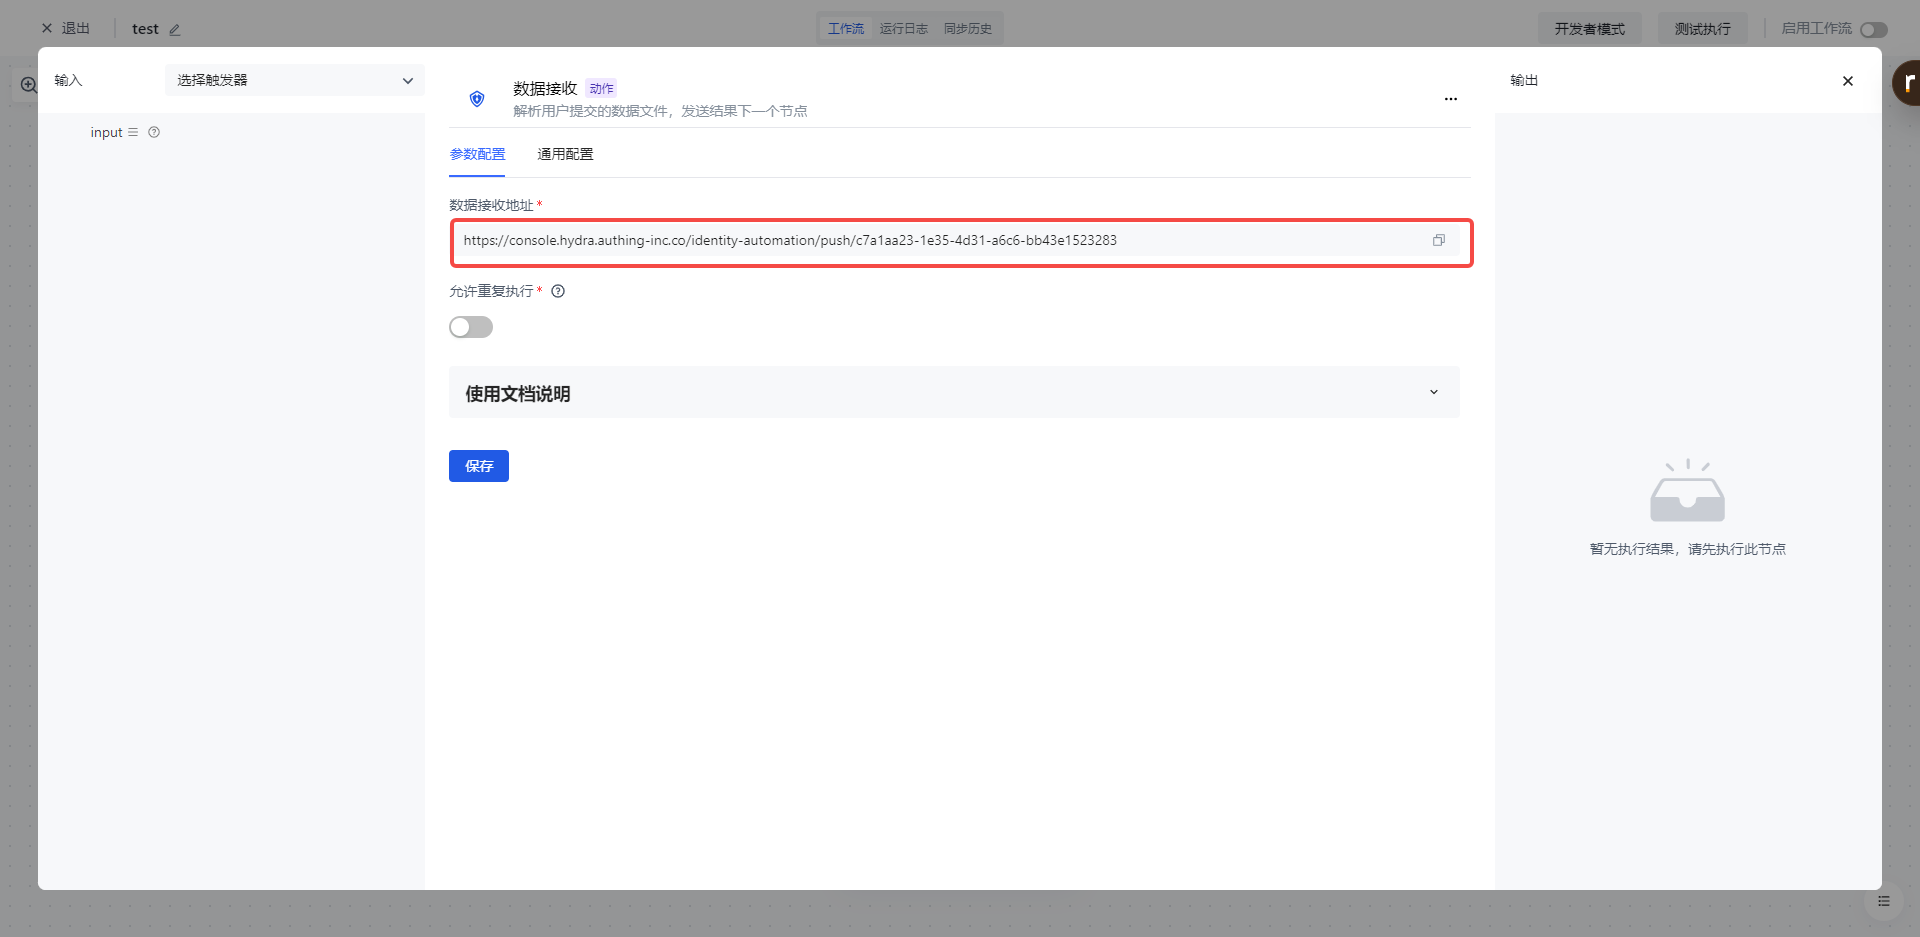 退出
test
工作流 运行日志 同步历史
开发者模式
测试执行
启用工作流
输入
选择触发器
input
数据接收 动作
解析用户提交的数据文件，发送结果下一个节点
参数配置 通用配置
数据接收地址 *
https://console.hydra.authing-inc.co/identity-automation/push/c7a1aa23-1e35-4d31-a6c6-bb43e1523283
允许重复执行 *
使用文档说明
保存
输出
暂无执行结果，请先执行此节点
r